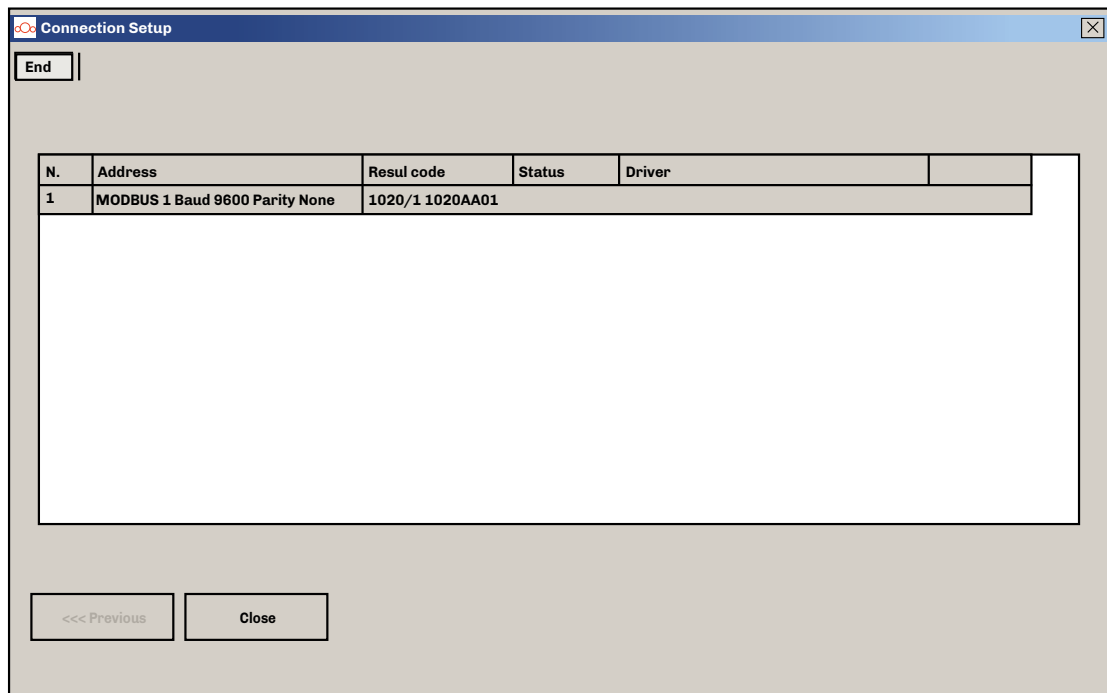 Connection Setup
End
N. Address Resul code Status Driver
1 MODBUS 1 Baud 9600 Parity None 1020/1 1020AA01
<<< Previous Close